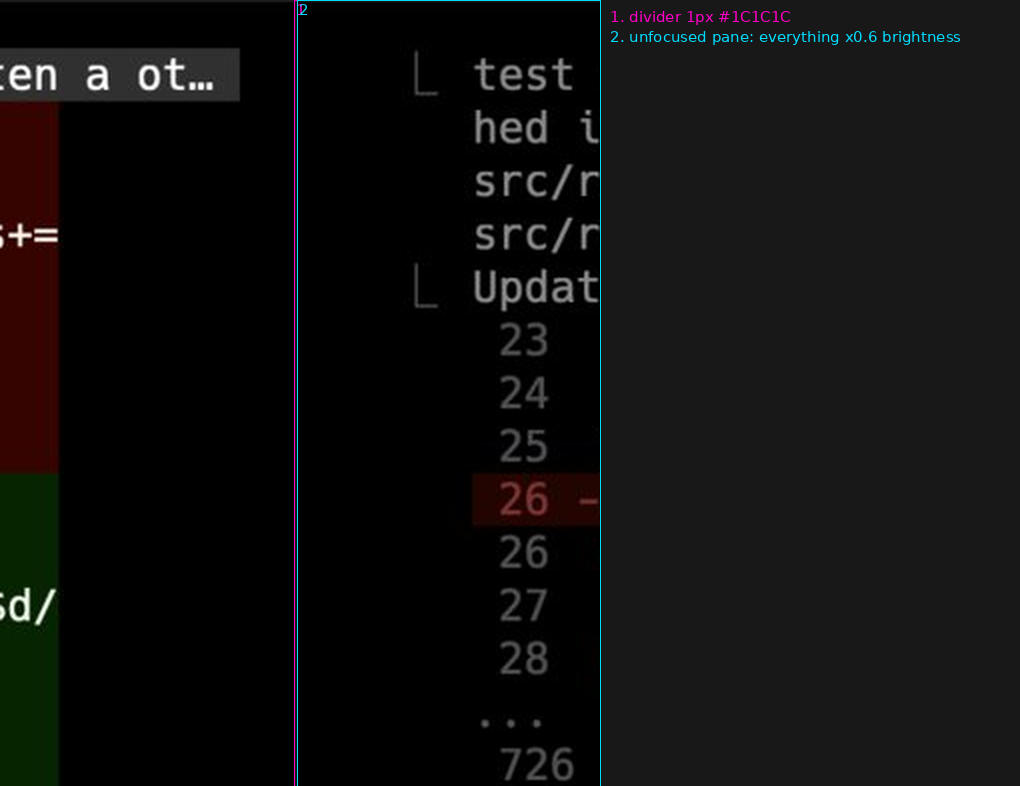 ten a ot…
s+=
sd/
2
└ test
hed i
src/r
src/r
└ Updat
23
24
25
26 -
26
27
28
...
726
1. divider 1px #1C1C1C
2. unfocused pane: everything x0.6 brightness